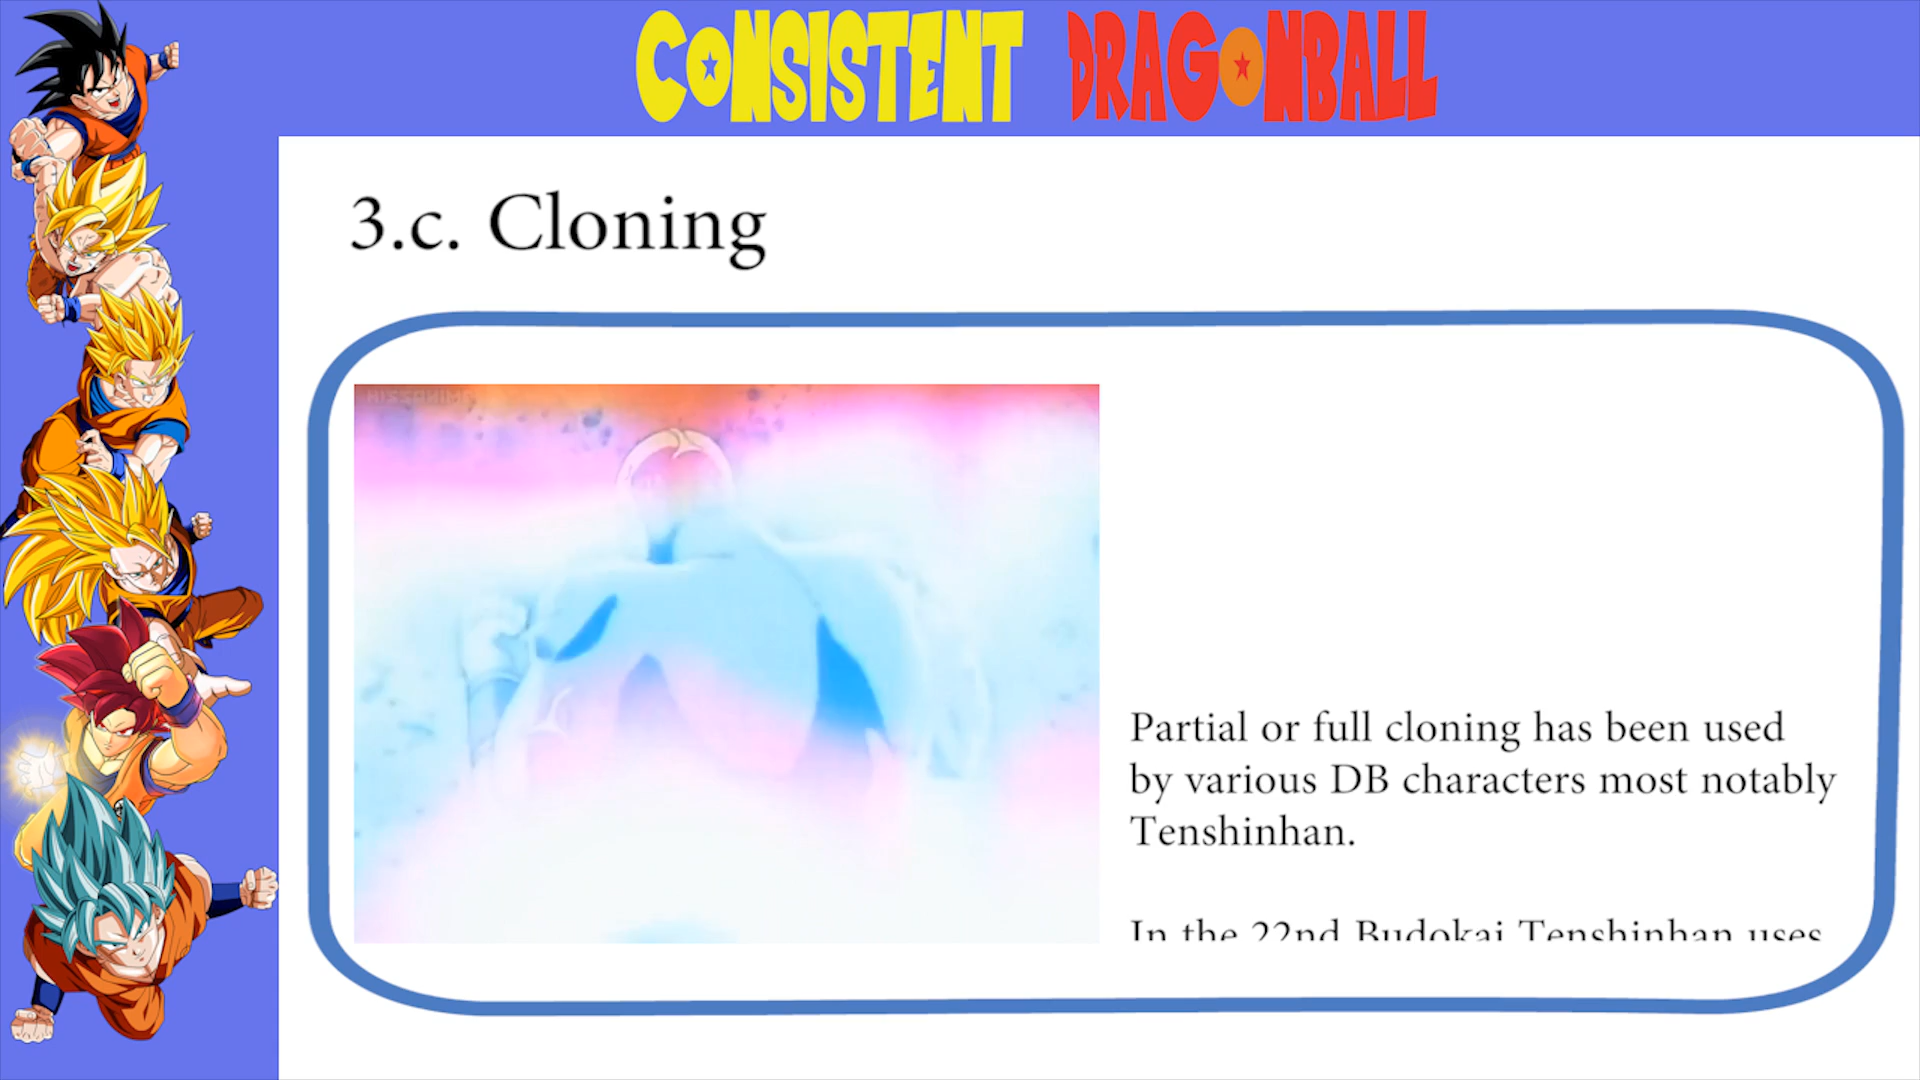 CONSISTENT DRAGONBALL
3.c. Cloning
Partial or full cloning has been used
by various DB characters most notably
Tenshinhan.
In the 22nd Budokai Tenshinhan uses